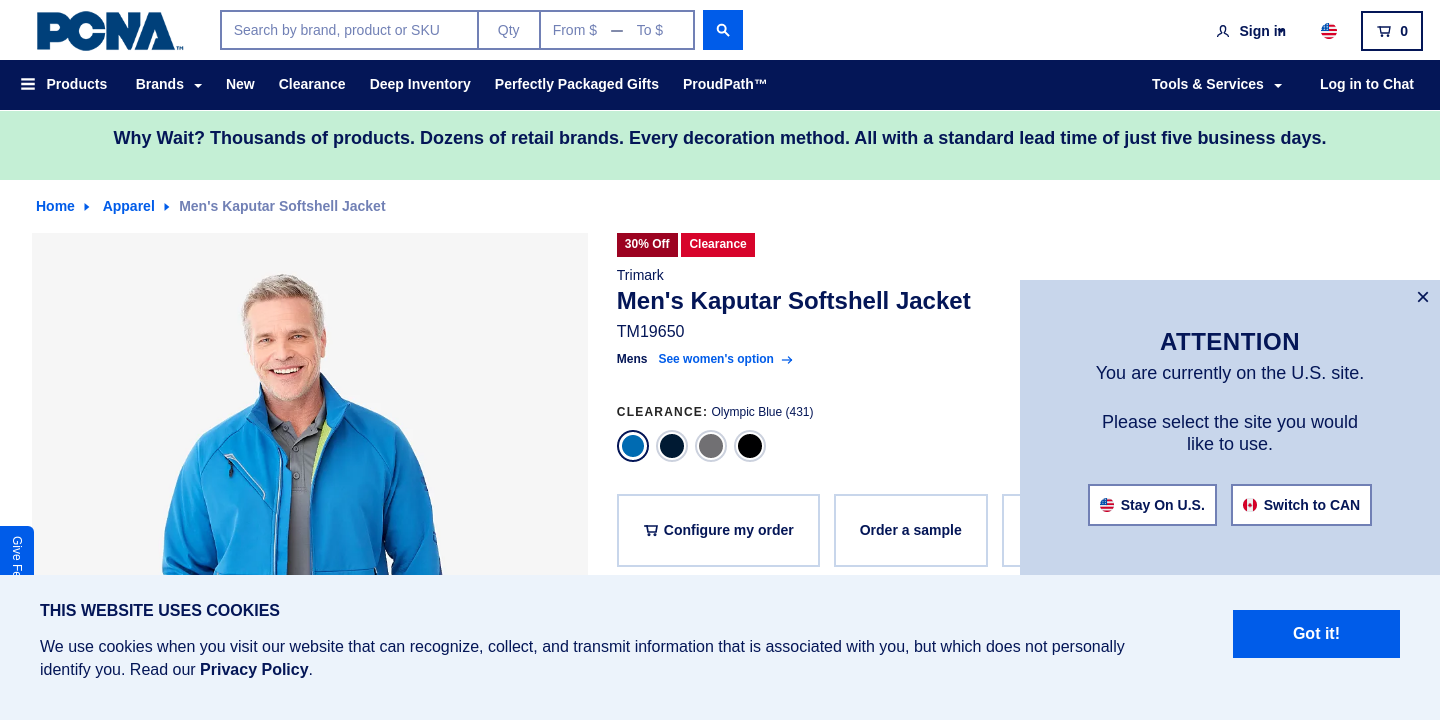 PCNA™
Search by brand, product or SKU
Qty
From $ — To $
Sign in
0
Products
Brands
New
Clearance
Deep Inventory
Perfectly Packaged Gifts
ProudPath™
Tools & Services
Log in to Chat
Why Wait? Thousands of products. Dozens of retail brands. Every decoration method. All with a standard lead time of just five business days.
Home
Apparel
Men's Kaputar Softshell Jacket
30% Off
Clearance
Trimark
Men's Kaputar Softshell Jacket
TM19650
Mens
See women's option
CLEARANCE: Olympic Blue (431)
Configure my order
Order a sample
ATTENTION
You are currently on the U.S. site.
Please select the site you would
like to use.
Stay On U.S.
Switch to CAN
Give
THIS WEBSITE USES COOKIES
We use cookies when you visit our website that can recognize, collect, and transmit information that is associated with you, but which does not personally
identify you. Read our Privacy Policy.
Got it!